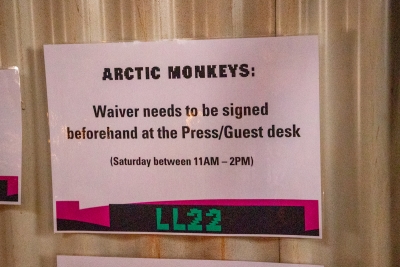 ARCTIC MONKEYS:
Waiver needs to be signed
beforehand at the Press/Guest desk
(Saturday between 11AM – 2PM)
LL22